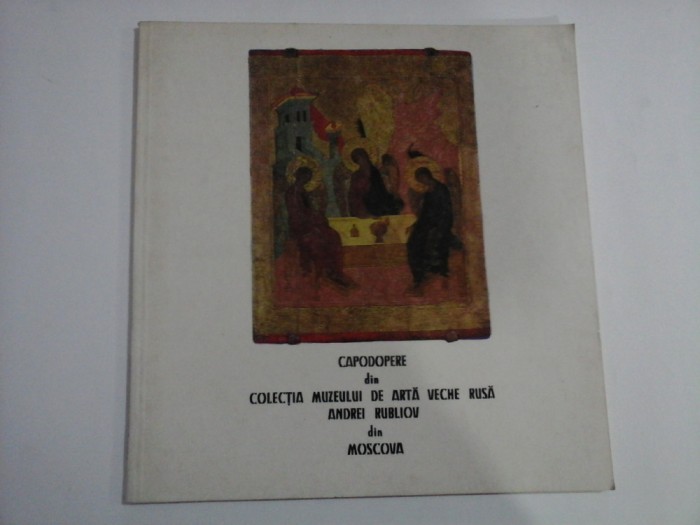 CAPODOPERE
din
COLECȚIA MUZEULUI DE ARTĂ VECHE RUSĂ
ANDREI RUBLIOV
din
MOSCOVA